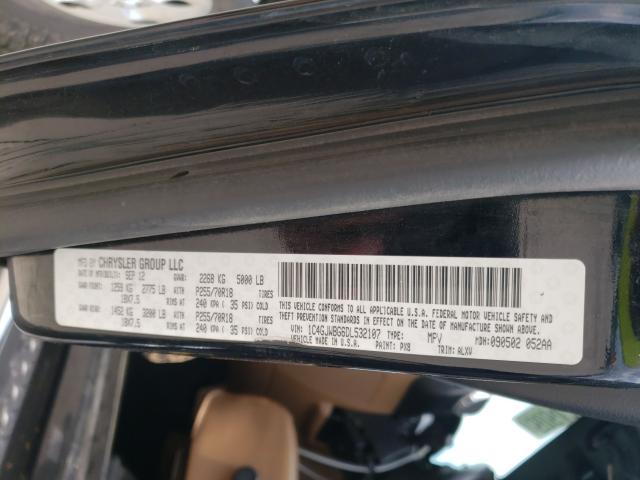 MFD BY CHRYSLER GROUP LLC
DATE OF MFR(BUILD): SEP 12 GVWR: 2268 KG 5000 LB
GAWR FRONT: 1259 KG 2775 LB WITH P255/70R18 TIRES
18X7.5 RIMS AT 240 KPA ( 35 PSI) COLD
GAWR REAR: 1452 KG 3200 LB WITH P255/70R18 TIRES
18X7.5 RIMS AT 240 KPA ( 35 PSI) COLD
THIS VEHICLE CONFORMS TO ALL APPLICABLE U.S.A. FEDERAL MOTOR VEHICLE SAFETY AND
THEFT PREVENTION STANDARDS IN EFFECT ON THE DATE OF MANUFACTURE SHOWN ABOVE.
VIN: 1C4GJWBG6DL532107 TYPE: MPV MDH: 090502 052AA
VEHICLE MADE IN U.S.A. PAINT: PX8 TRIM: ALXV